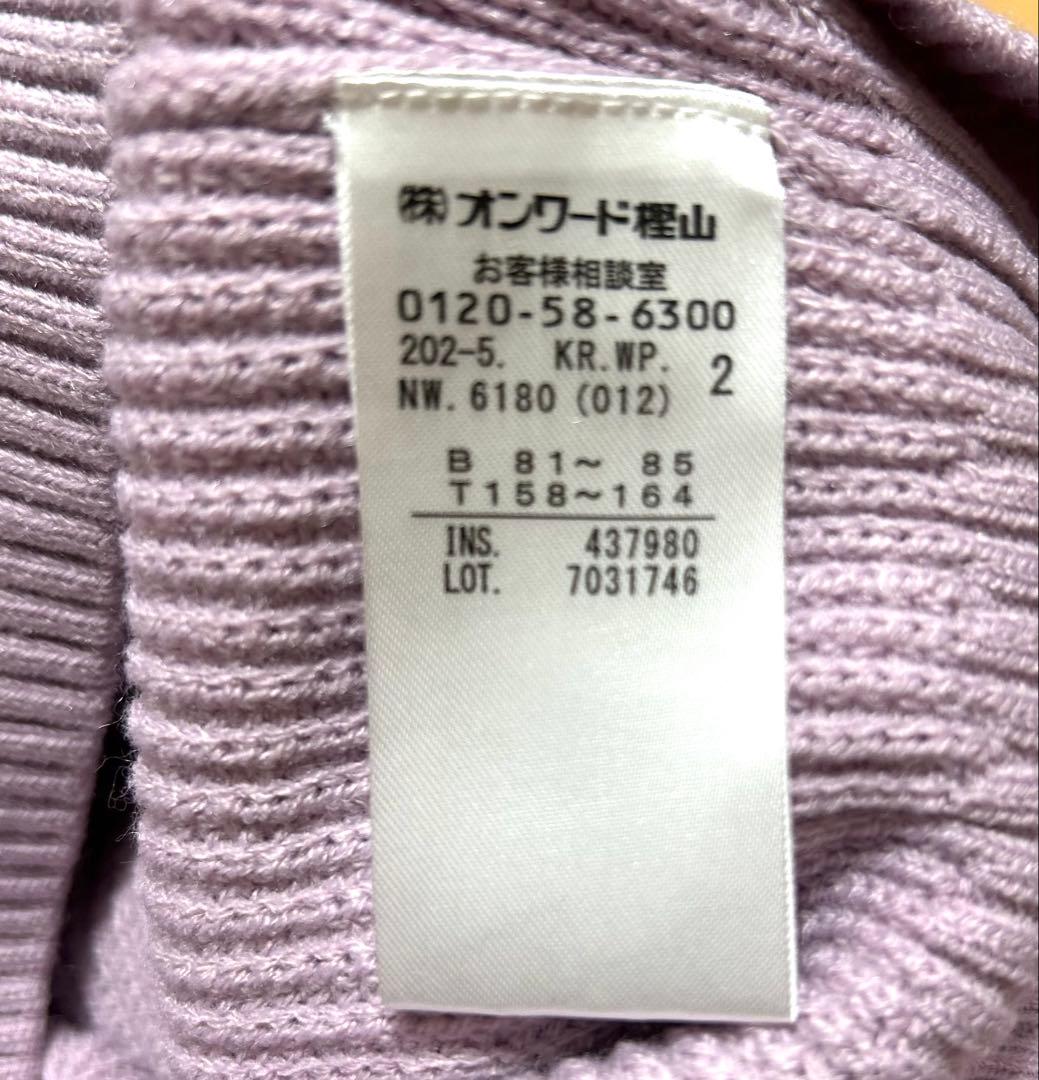 ㈱オンワード樫山
お客様相談室
0120-58-6300
202-5. KR.WP. 2
NW. 6180 (012)
B 81～ 85
T158～164
INS. 437980
LOT. 7031746